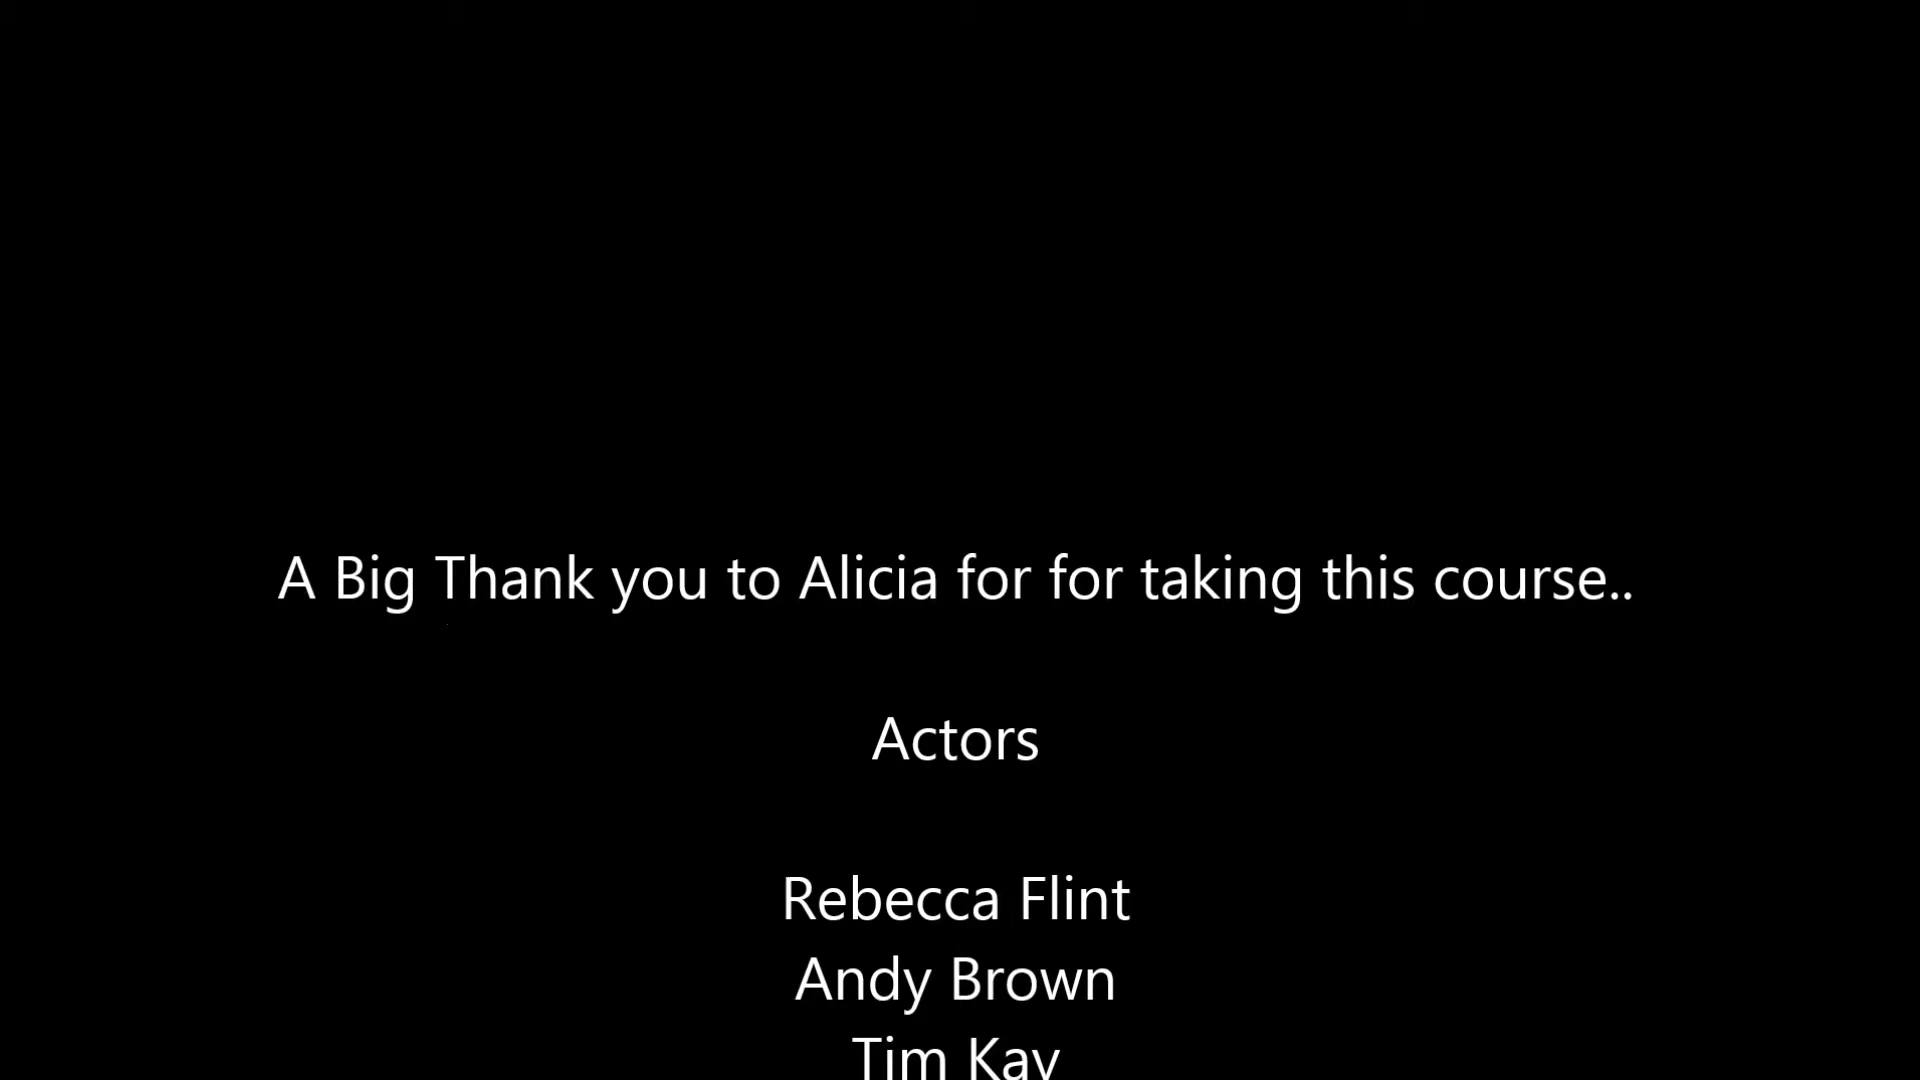 A Big Thank you to Alicia for for taking this course..
Actors
Rebecca Flint
Andy Brown
Tim Kay